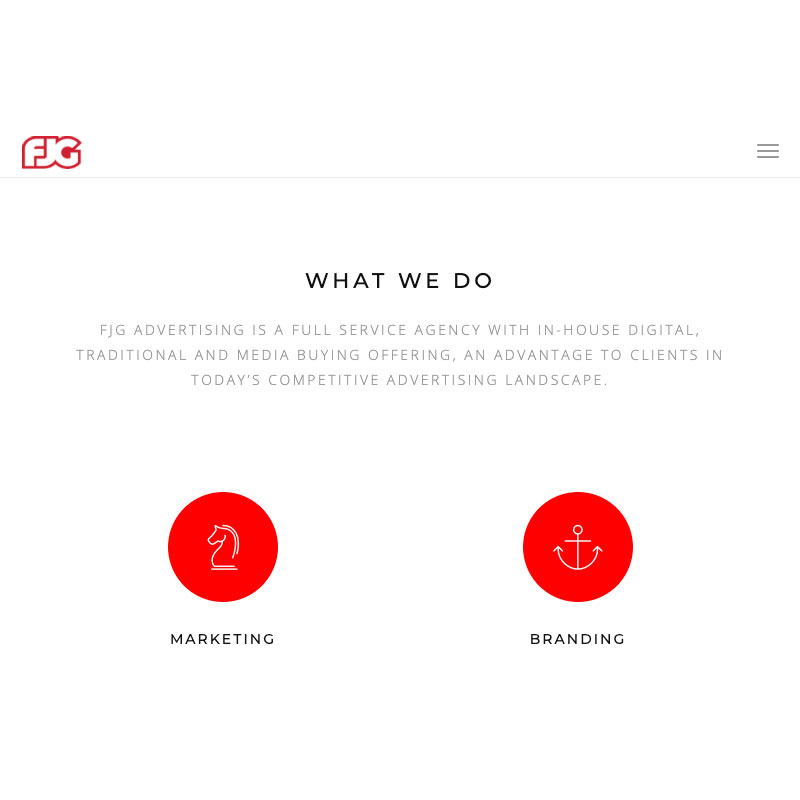 FJG
WHAT WE DO
FJG ADVERTISING IS A FULL SERVICE AGENCY WITH IN-HOUSE DIGITAL,
TRADITIONAL AND MEDIA BUYING OFFERING, AN ADVANTAGE TO CLIENTS IN
TODAY’S COMPETITIVE ADVERTISING LANDSCAPE.
MARKETING
BRANDING